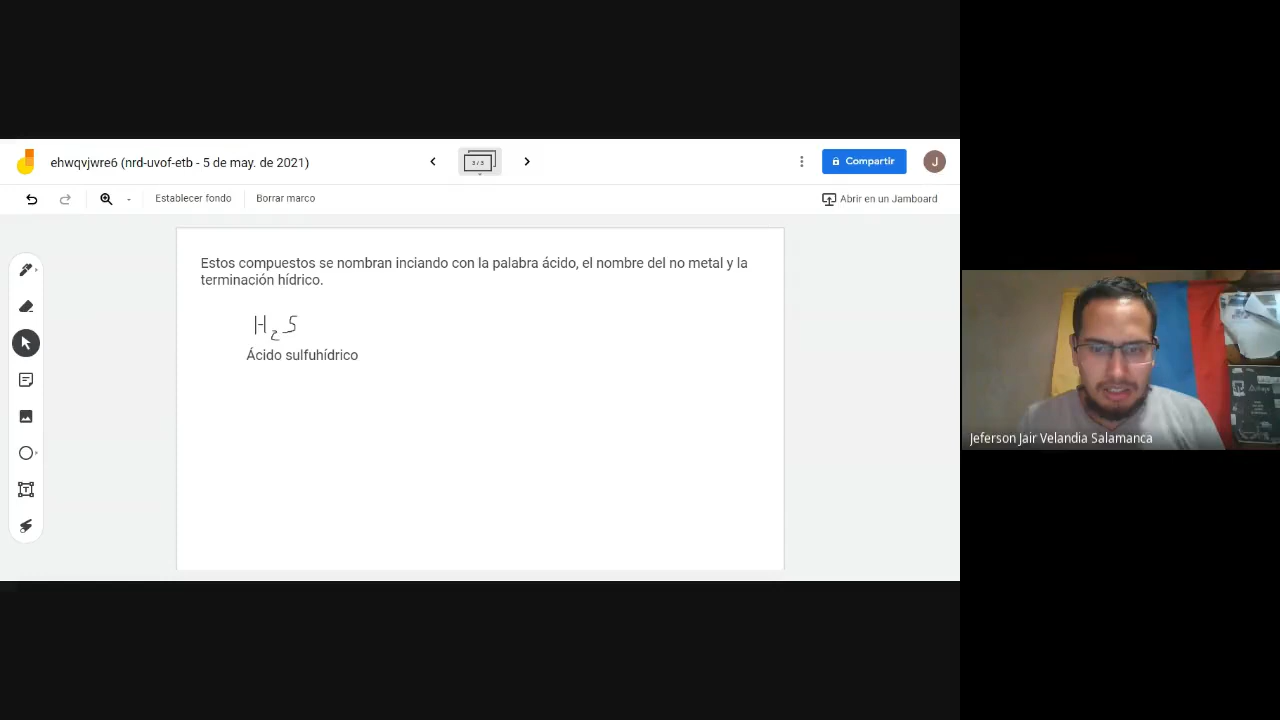 ehwqvjwre6 (nrd-uvof-etb - 5 de may. de 2021)
3 / 3
Compartir
J
Establecer fondo
Borrar marco
Abrir en un Jamboard
Estos compuestos se nombran inciando con la palabra ácido, el nombre del no metal y la
terminación hídrico.
H2S
Ácido sulfuhídrico
Jeferson Jair Velandia Salamanca